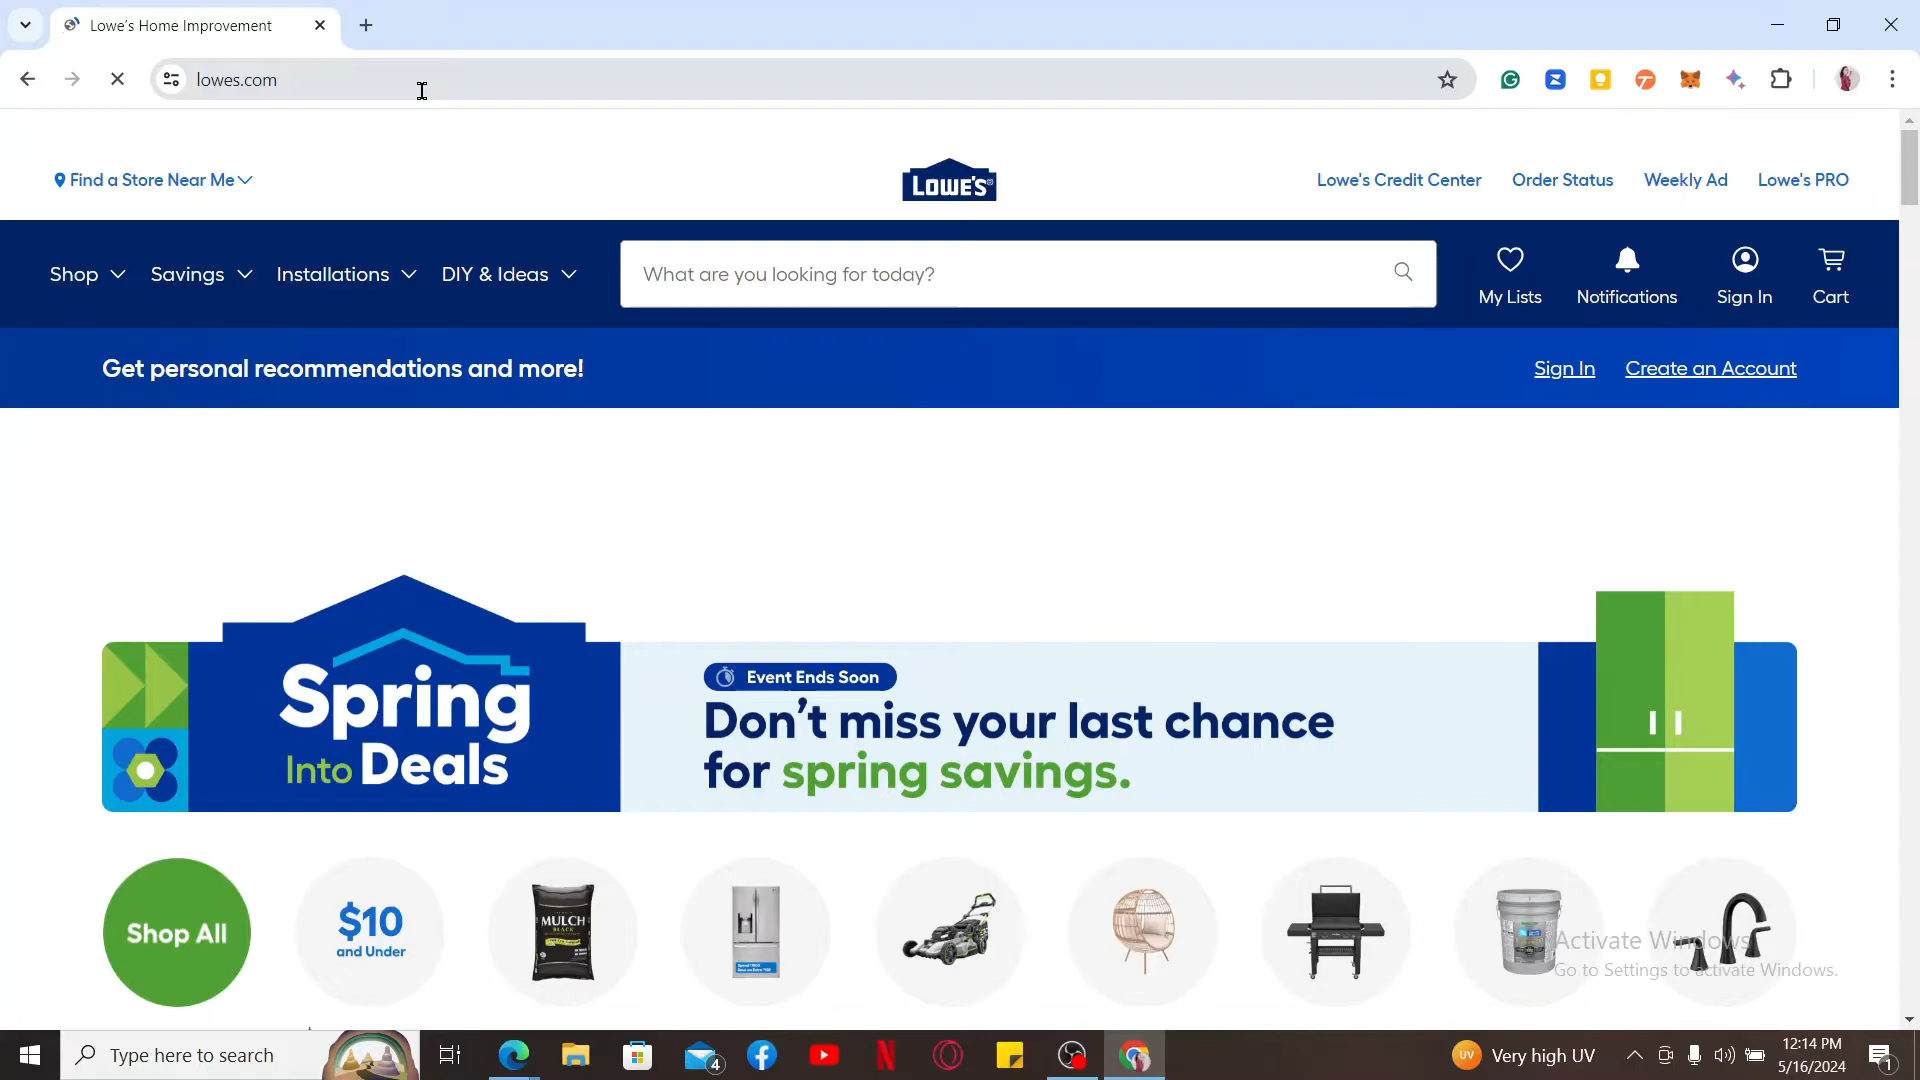 Lowe's Home Improvement
lowes.com
Find a Store Near Me
LOWE'S
Lowe's Credit Center
Order Status
Weekly Ad
Lowe's PRO
Shop
Savings
Installations
DIY & Ideas
What are you looking for today?
My Lists
Notifications
Sign In
Cart
Get personal recommendations and more!
Sign In
Create an Account
Spring
Into Deals
Event Ends Soon
Don't miss your last chance
for spring savings.
Shop All
$10
and Under
MULCH
BLACK
Activate Windows
Go to Settings to activate Windows.
Type here to search
4
UV
Very high UV
12:14 PM
5/16/2024
1